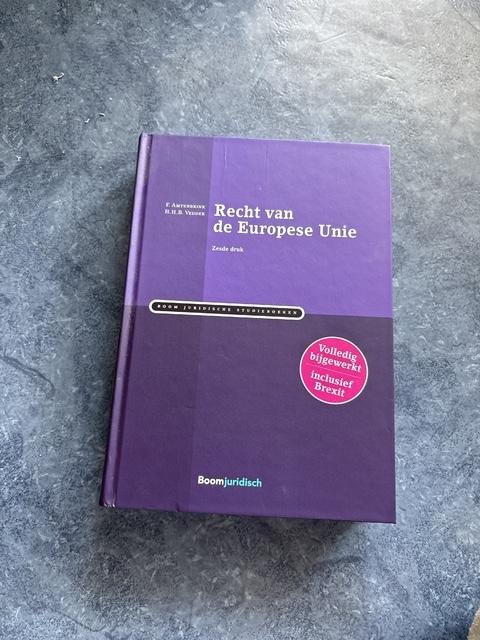 F. Amtenbrink
H.H.B. Vedder
Recht van
de Europese Unie
Zesde druk
BOOM JURIDISCHE STUDIEBOEKEN
Volledig
bijgewerkt
inclusief
Brexit
Boomjuridisch